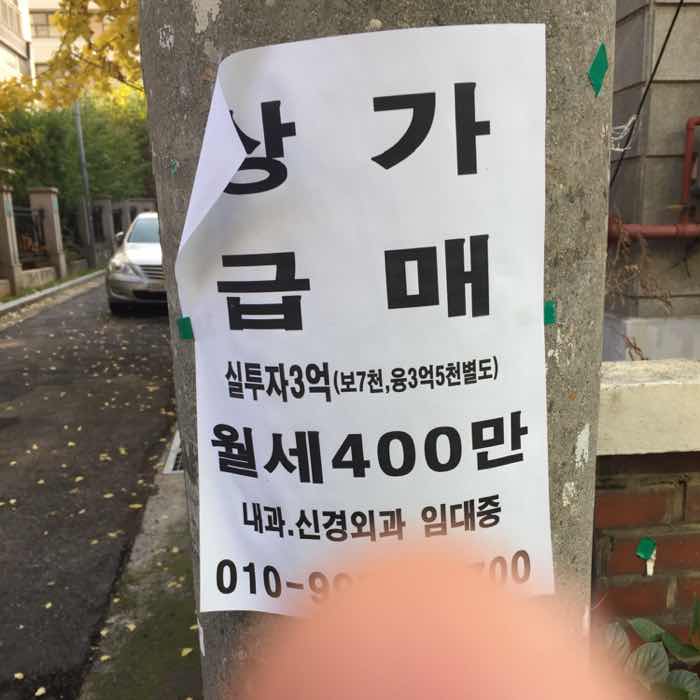 상 가
급 매
실투자3억(보7천,융3억5천별도)
월세400만
내과.신경외과 임대중